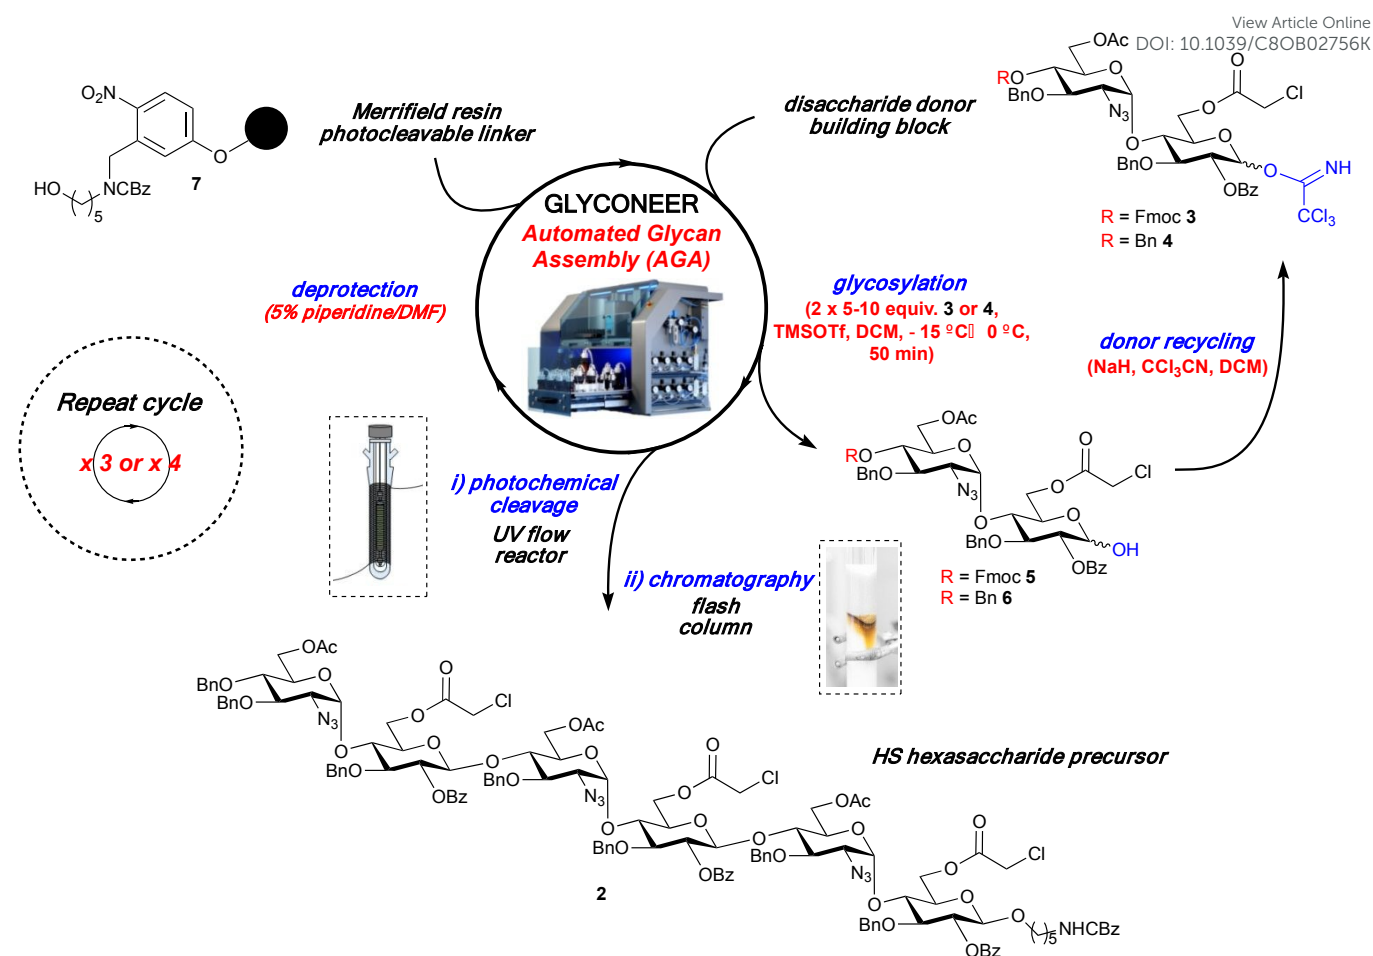 View Article Online
DOI: 10.1039/C8OB02756K
O2N
O
HO
NCBz
5
7
Merrifield resin
photocleavable linker
disaccharide donor
building block
OAc
O
RO
BnO
N3
O
O
O
Cl
O
BnO
OBz
O
NH
CCl3
R = Fmoc 3
R = Bn 4
GLYCONEER
Automated Glycan
Assembly (AGA)
deprotection
(5% piperidine/DMF)
glycosylation
(2 x 5-10 equiv. 3 or 4,
TMSOTf, DCM, - 15 ºC▯ 0 ºC,
50 min)
donor recycling
(NaH, CCl3CN, DCM)
Repeat cycle
x 3 or x 4
i) photochemical
cleavage
UV flow
reactor
ii) chromatography
flash
column
OAc
O
RO
BnO
N3
O
O
O
Cl
O
BnO
OBz
OH
R = Fmoc 5
R = Bn 6
OAc
O
BnO
BnO
N3
O
O
O
Cl
O
BnO
OBz
O
OAc
O
BnO
N3
O
O
O
Cl
O
BnO
OBz
O
OAc
O
BnO
N3
O
O
O
Cl
O
BnO
OBz
O
5
NHCBz
HS hexasaccharide precursor
2